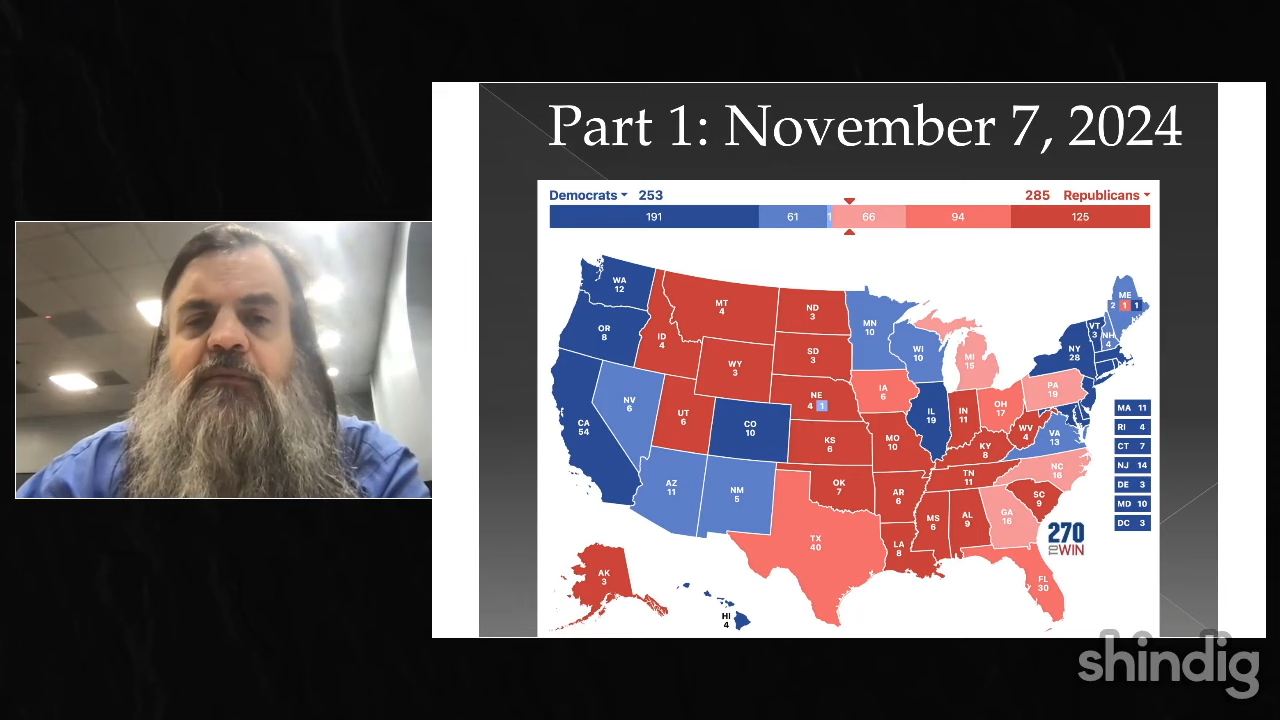 Part 1: November 7, 2024
Democrats 253
285 Republicans
191 61 1 66 94 125
WA
12
OR
8
CA
54
NV
6
ID
4
MT
4
WY
3
UT
6
AZ
11
CO
10
NM
5
ND
3
SD
3
NE
4 1
KS
6
OK
7
TX
40
MN
10
IA
6
MO
10
AR
6
LA
8
WI
10
IL
19
MI
15
IN
11
OH
17
KY
8
TN
11
MS
6
AL
9
GA
16
FL
30
SC
9
NC
16
VA
13
WV
4
PA
19
NY
28
VT
3
NH
4
ME
2 1 1
MA 11
RI 4
CT 7
NJ 14
DE 3
MD 10
DC 3
AK
3
HI
4
270
TO WIN
shindig